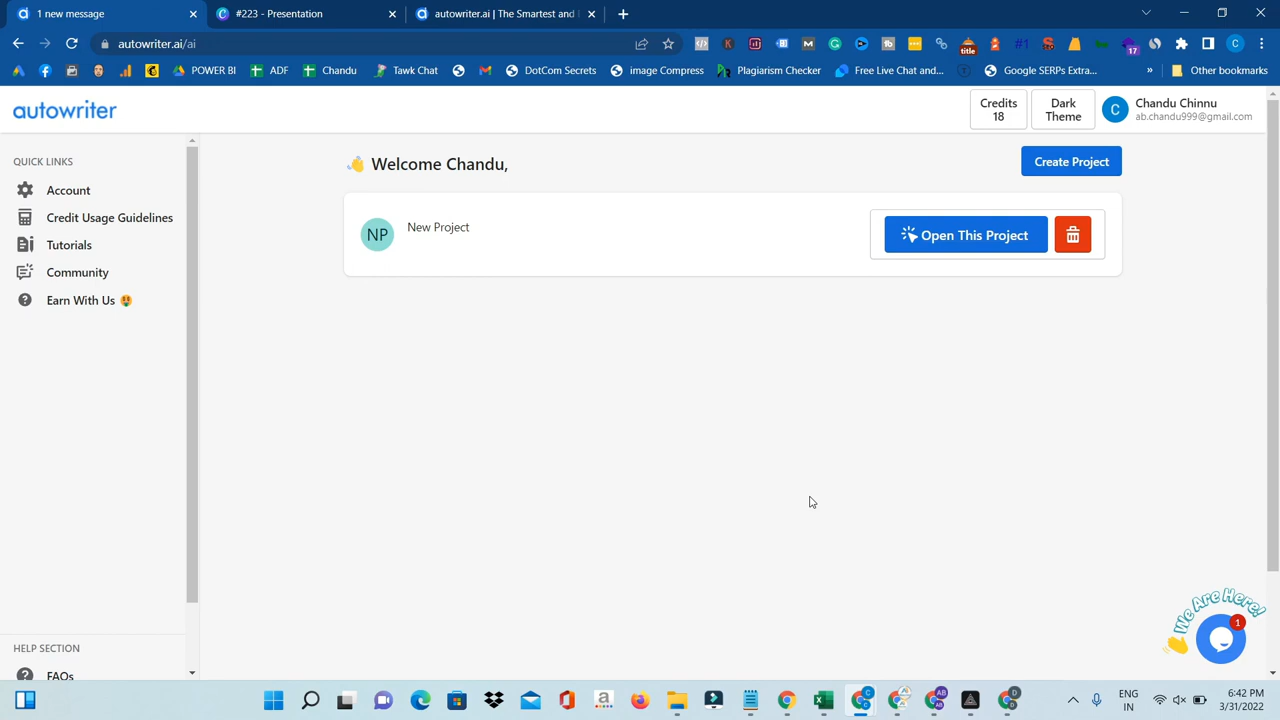 1 new message
#223 - Presentation
autowriter.ai | The Smartest and
autowriter.ai/ai
#1
title
17
C
POWER BI
ADF
Chandu
Tawk Chat
DotCom Secrets
image Compress
Plagiarism Checker
Free Live Chat and...
Google SERPs Extra...
»
Other bookmarks
autowriter
Credits
18
Dark
Theme
C
Chandu Chinnu
ab.chandu999@gmail.com
QUICK LINKS
Account
Credit Usage Guidelines
Tutorials
Community
Earn With Us
Welcome Chandu,
Create Project
NP
New Project
Open This Project
We Are Here!
1
HELP SECTION
FAQs
ENG
IN
6:42 PM
3/31/2022